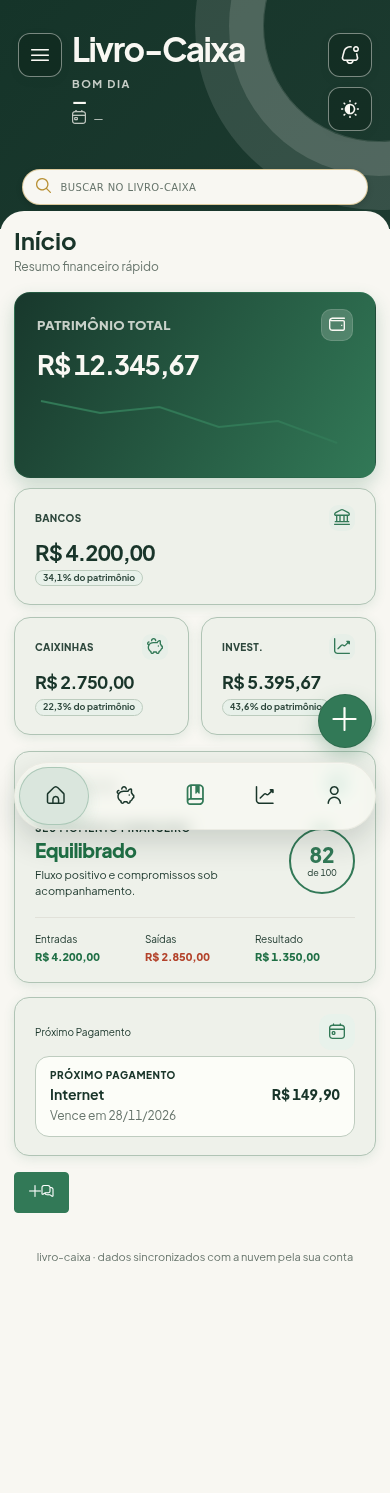 Livro-Caixa
BOM DIA
—
—
BUSCAR NO LIVRO-CAIXA
Início
Resumo financeiro rápido
PATRIMÔNIO TOTAL
R$ 12.345,67
BANCOS
R$ 4.200,00
34,1% do patrimônio
CAIXINHAS
R$ 2.750,00
22,3% do patrimônio
INVEST.
R$ 5.395,67
43,6% do patrimônio
Equilibrado
Fluxo positivo e compromissos sob
acompanhamento.
82
de 100
Entradas
R$ 4.200,00
Saídas
R$ 2.850,00
Resultado
R$ 1.350,00
Próximo Pagamento
PRÓXIMO PAGAMENTO
Internet
R$ 149,90
Vence em 28/11/2026
livro-caixa · dados sincronizados com a nuvem pela sua conta